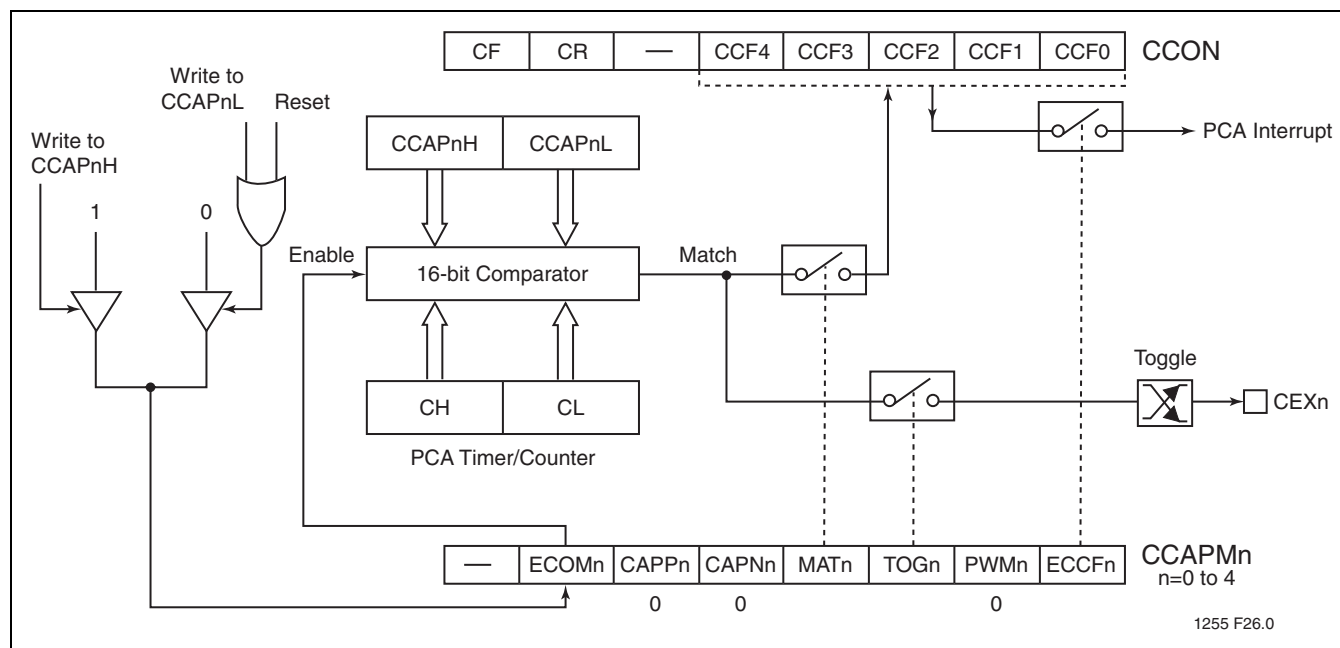 CF CR — CCF4 CCF3 CCF2 CCF1 CCF0 CCON
Write to
CCAPnL
Reset
Write to
CCAPnH
CCAPnH CCAPnL
PCA Interrupt
1 0
Enable
16-bit Comparator
Match
Toggle
CH CL
CEXn
PCA Timer/Counter
— ECOMn CAPPn CAPNn MATn TOGn PWMn ECCFn CCAPMn
n=0 to 4
0 0 0
1255 F26.0